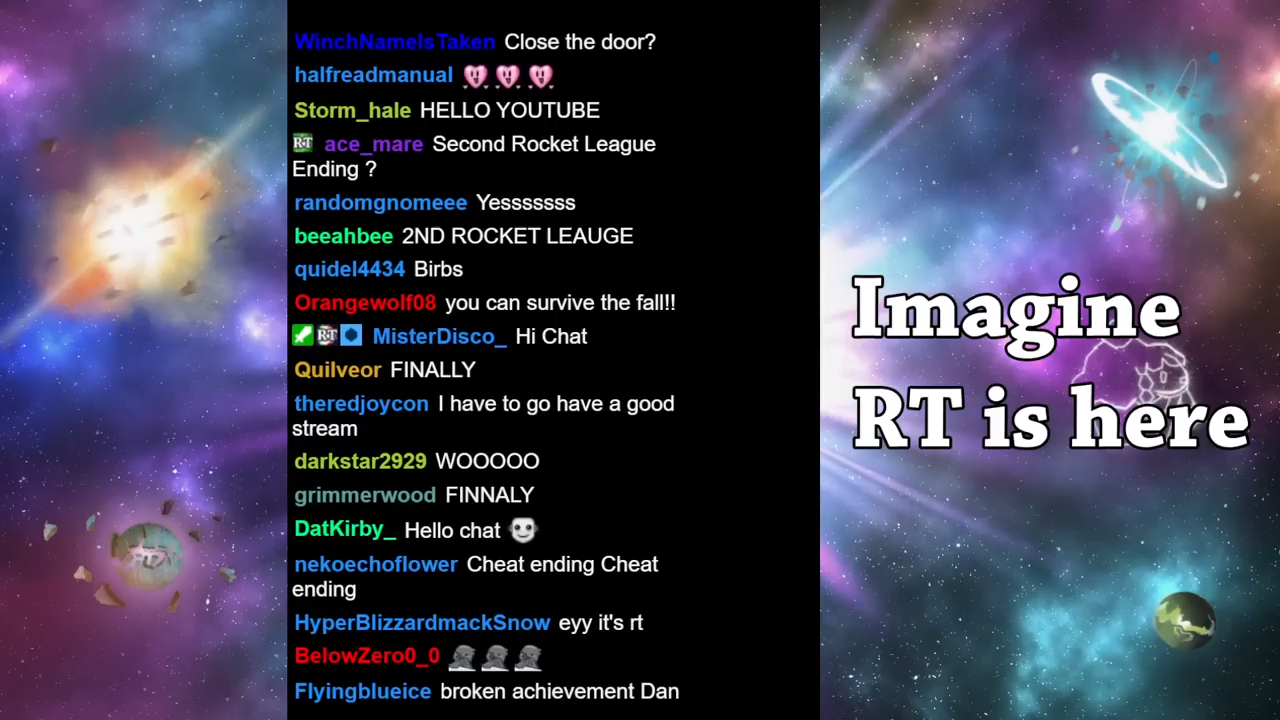 WinchNameIsTaken Close the door?
halfreadmanual
Storm_hale HELLO YOUTUBE
RT ace_mare Second Rocket League
Ending ?
randomgnomeee Yesssssss
beeahbee 2ND ROCKET LEAUGE
quidel4434 Birbs
Orangewolf08 you can survive the fall!!
RT MisterDisco_ Hi Chat
Quilveor FINALLY
theredjoycon I have to go have a good
stream
darkstar2929 WOOOOO
grimmerwood FINNALY
DatKirby_ Hello chat
nekoechoflower Cheat ending Cheat
ending
HyperBlizzardmackSnow eyy it's rt
BelowZero0_0
Flyingblueice broken achievement Dan
Imagine
RT is here